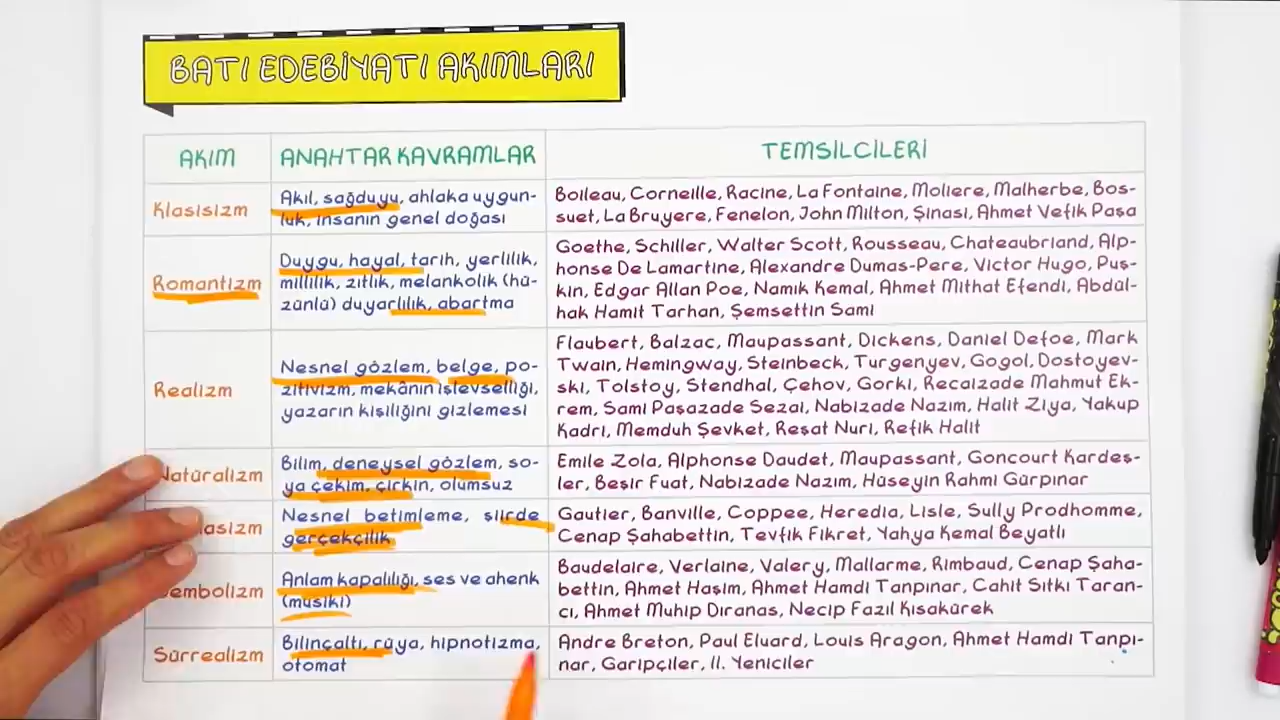 BATI EDEBİYATI AKIMLARI
AKIM
ANAHTAR KAVRAMLAR
TEMSİLCİLERİ
Klasisizm
Akıl, sağduyu, ahlaka uygun-
luk, insanın genel doğası
Boileau, Corneille, Racine, La Fontaine, Moliere, Malherbe, Bos-
suet, La Bruyere, Fenelon, John Milton, Şinasi, Ahmet Vefik Paşa
Romantizm
Duygu, hayal, tarih, yerlilik,
millilik, zıtlık, melankolik (hü-
zünlü) duyarlılık, abartma
Goethe, Schiller, Walter Scott, Rousseau, Chateaubriand, Alp-
honse De Lamartine, Alexandre Dumas-Pere, Victor Hugo, Puş-
kin, Edgar Allan Poe, Namık Kemal, Ahmet Mithat Efendi, Abdül-
hak Hamit Tarhan, Şemsettin Sami
Realizm
Nesnel gözlem, belge, po-
zitivizm, mekânın işlevselliği,
yazarın kişiliğini gizlemesi
Flaubert, Balzac, Maupassant, Dickens, Daniel Defoe, Mark
Twain, Hemingway, Steinbeck, Turgenyev, Gogol, Dostoyev-
ski, Tolstoy, Stendhal, Çehov, Gorki, Recaizade Mahmut Ek-
rem, Sami Paşazade Sezai, Nabizade Nazım, Halit Ziya, Yakup
Kadri, Memduh Şevket, Reşat Nuri, Refik Halit
Natüralizm
Bilim, deneysel gözlem, so-
ya çekim, çirkin, olumsuz
Emile Zola, Alphonse Daudet, Maupassant, Goncourt Kardeş-
ler, Beşir Fuat, Nabizade Nazım, Hüseyin Rahmi Gürpınar
asizm
Nesnel betimleme, şiirde
gerçekçilik
Gautier, Banville, Coppee, Heredia, Lisle, Sully Prodhomme,
Cenap Şahabettin, Tevfik Fikret, Yahya Kemal Beyatlı
embolizm
Anlam kapalılığı, ses ve ahenk
(musiki)
Baudelaire, Verlaine, Valery, Mallarme, Rimbaud, Cenap Şaha-
bettin, Ahmet Haşim, Ahmet Hamdi Tanpınar, Cahit Sıtkı Taran-
cı, Ahmet Muhip Dıranas, Necip Fazıl Kısakürek
Sürrealizm
Bilinçaltı, rüya, hipnotizma,
otomat
Andre Breton, Paul Eluard, Louis Aragon, Ahmet Hamdi Tanpı-
nar, Garipçiler, II. Yeniciler